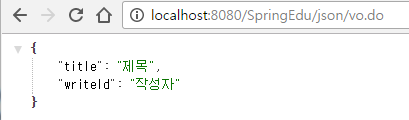 localhost:8080/SpringEdu/json/vo.do
{
"title": "제목",
"writeId": "작성자"
}